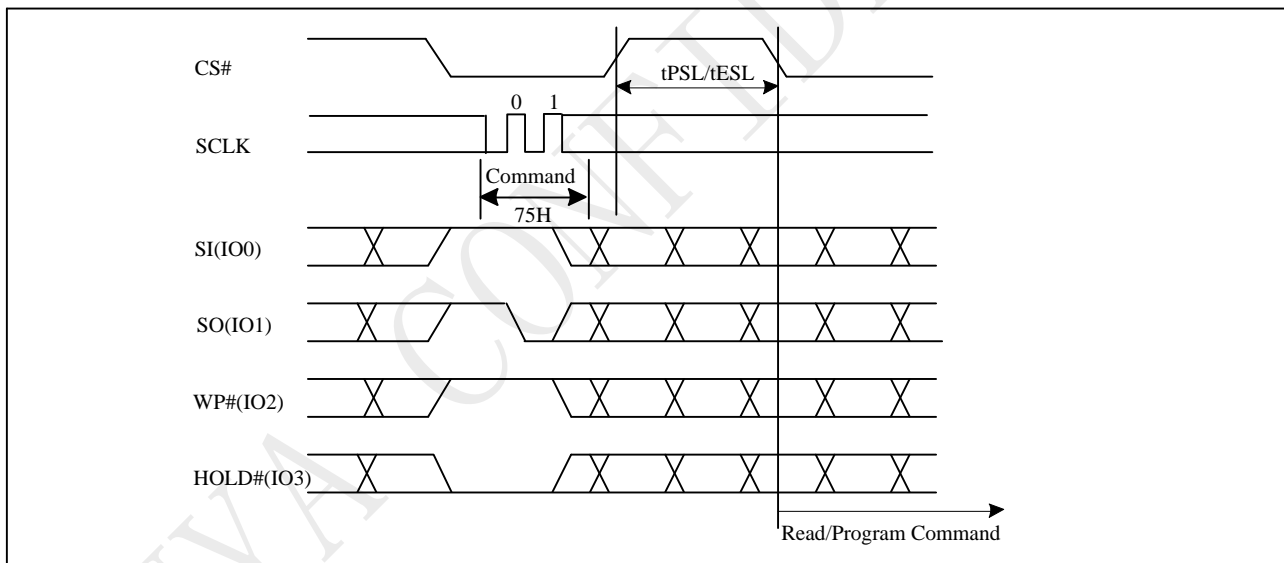 CS#
tPSL/tESL
0 1
SCLK
Command
75H
SI(IO0)
SO(IO1)
WP#(IO2)
HOLD#(IO3)
Read/Program Command